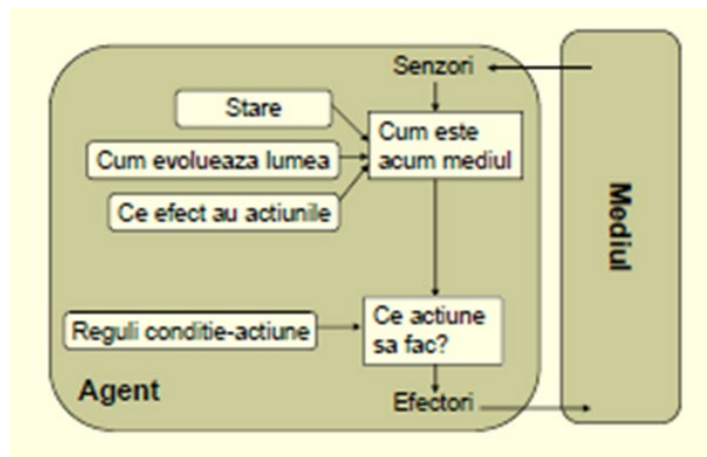 Senzori
Stare
Cum este
acum mediul
Cum evolueaza lumea
Ce efect au actiunile
Mediul
Reguli conditie-actiune
Ce actiune
sa fac?
Agent
Efectori